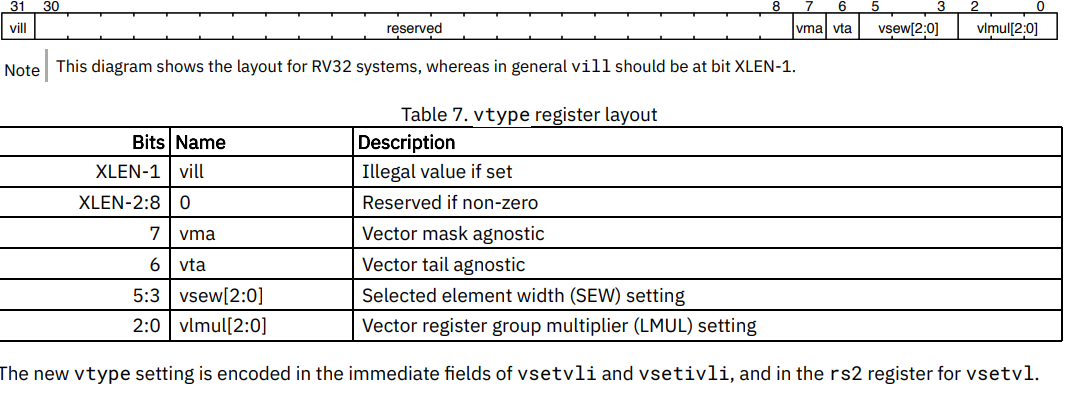 31 30 8 7 6 5 3 2 0
vill reserved vma vta vsew[2:0] vlmul[2:0]
Note This diagram shows the layout for RV32 systems, whereas in general vill should be at bit XLEN-1.
Table 7. vtype register layout
Bits Name Description
XLEN-1 vill Illegal value if set
XLEN-2:8 0 Reserved if non-zero
7 vma Vector mask agnostic
6 vta Vector tail agnostic
5:3 vsew[2:0] Selected element width (SEW) setting
2:0 vlmul[2:0] Vector register group multiplier (LMUL) setting
The new vtype setting is encoded in the immediate fields of vsetvli and vsetivli, and in the rs2 register for vsetvl.